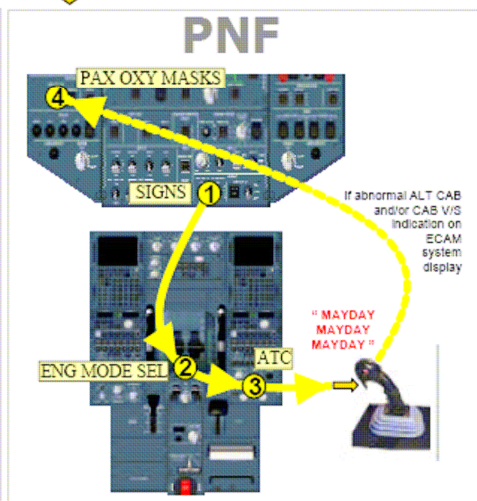 PNF
PAX OXY MASKS
4
SIGNS
1
If abnormal ALT CAB
and/or CAB V/S
indication on
ECAM
system
display
" MAYDAY
MAYDAY
MAYDAY "
ATC
ENG MODE SEL
2
3